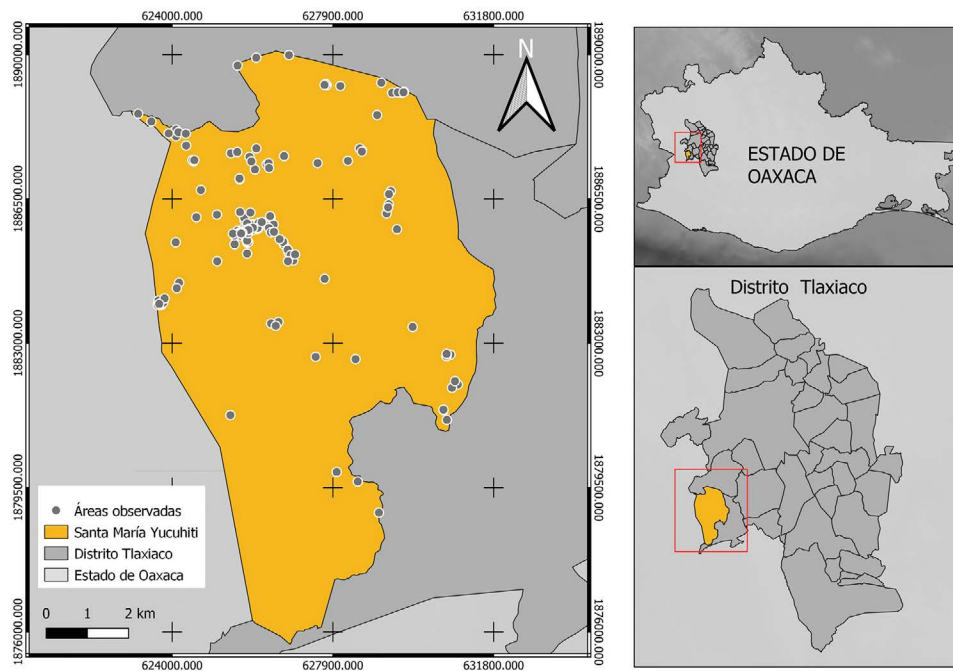 624000.000 627900.000 631800.000
1890000.000 1890000.000
N
1886500.000 1886500.000
1883000.000 1883000.000
1879500.000 1879500.000
1876000.000 1876000.000
Áreas observadas
Santa María Yucuhiti
Distrito Tlaxiaco
Estado de Oaxaca
0 1 2 km
624000.000 627900.000 631800.000
ESTADO DE
OAXACA
Distrito Tlaxiaco